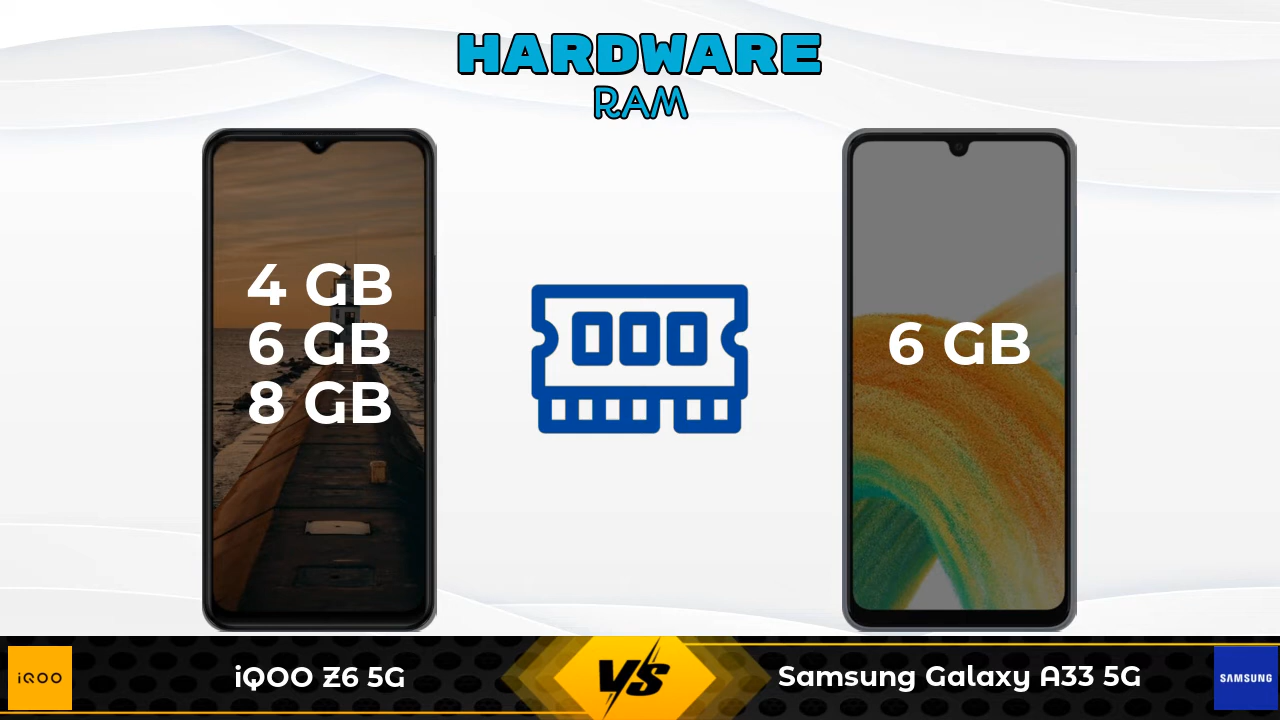 HARDWARE
RAM
4 GB
6 GB
8 GB
6 GB
iQOO
iQOO Z6 5G
VS
Samsung Galaxy A33 5G
SAMSUNG